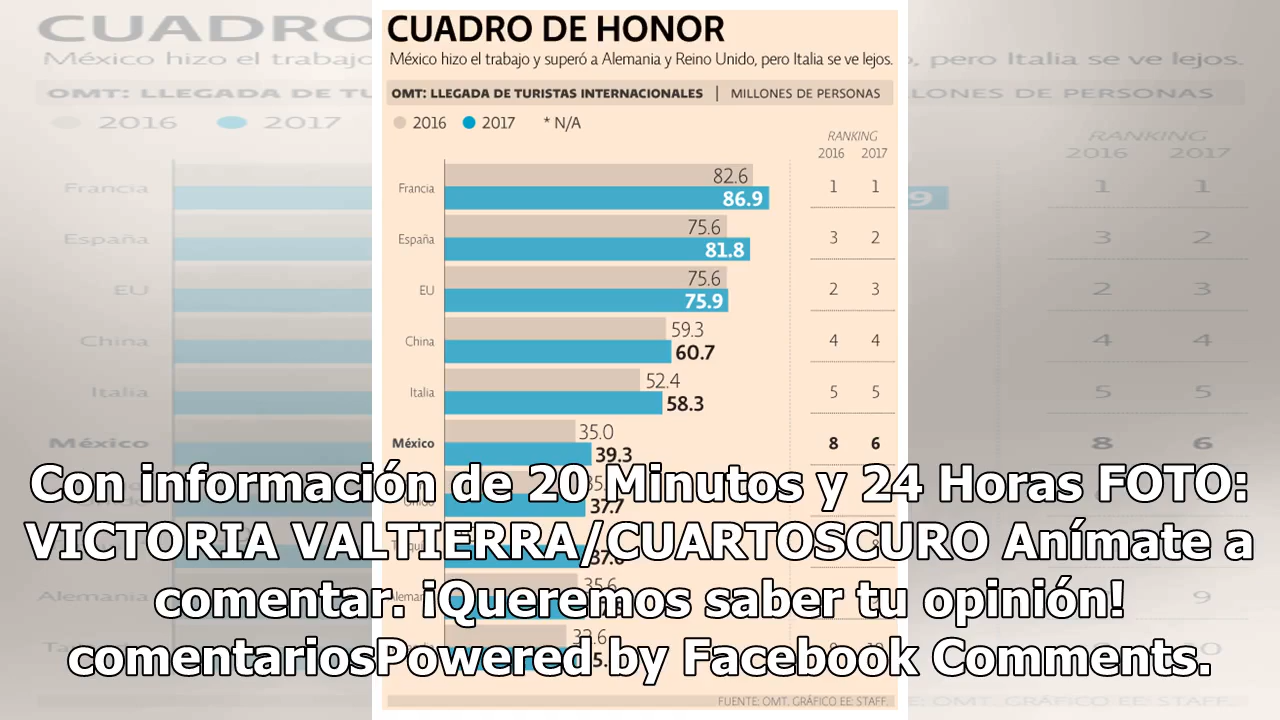 CUADRO DE HONOR
México hizo el trabajo y superó a Alemania y Reino Unido, pero Italia se ve lejos.
OMT: LLEGADA DE TURISTAS INTERNACIONALES | MILLONES DE PERSONAS
2016 2017 * N/A
RANKING
2016 2017
Francia 82.6 1 1
86.9
España 75.6 3 2
81.8
EU 75.6 2 3
75.9
China 59.3 4 4
60.7
Italia 52.4 5 5
58.3
México 35.0 8 6
39.3
37.7
Con información de 20 Minutos y 24 Horas FOTO:
VICTORIA VALTIERRA/CUARTOSCURO Anímate a
comentar. ¡Queremos saber tu opinión!
comentariosPowered by Facebook Comments.
35.6
Alemania 9
FUENTE: OMT. GRÁFICO EE: STAFF.